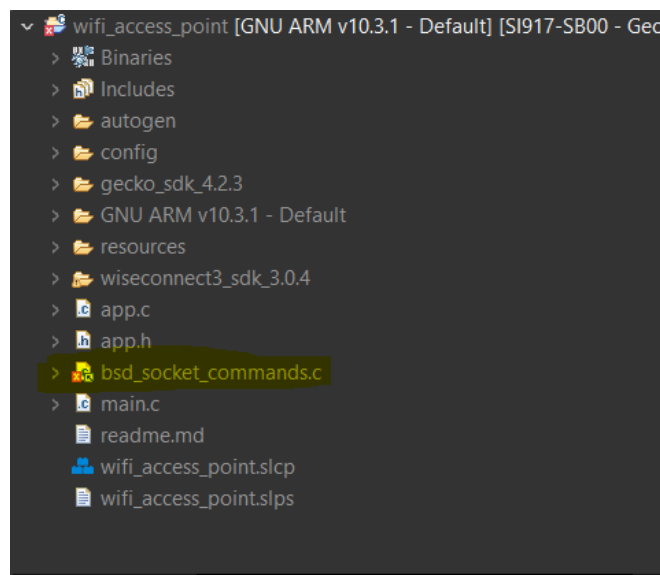 wifi_access_point [GNU ARM v10.3.1 - Default] [SI917-SB00 - Gec
Binaries
Includes
autogen
config
gecko_sdk_4.2.3
GNU ARM v10.3.1 - Default
resources
wiseconnect3_sdk_3.0.4
app.c
app.h
bsd_socket_commands.c
main.c
readme.md
wifi_access_point.slcp
wifi_access_point.slps